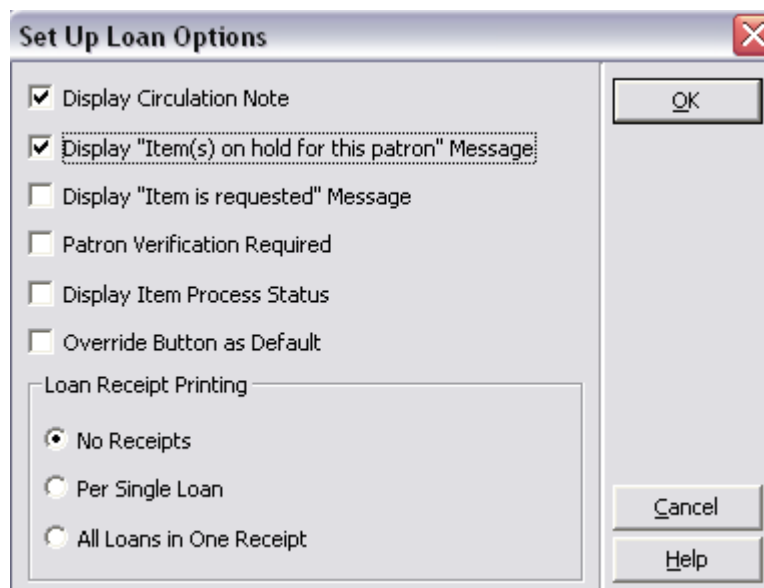 Set Up Loan Options
Display Circulation Note
Display "Item(s) on hold for this patron" Message
Display "Item is requested" Message
Patron Verification Required
Display Item Process Status
Override Button as Default
Loan Receipt Printing
No Receipts
Per Single Loan
All Loans in One Receipt
OK
Cancel
Help